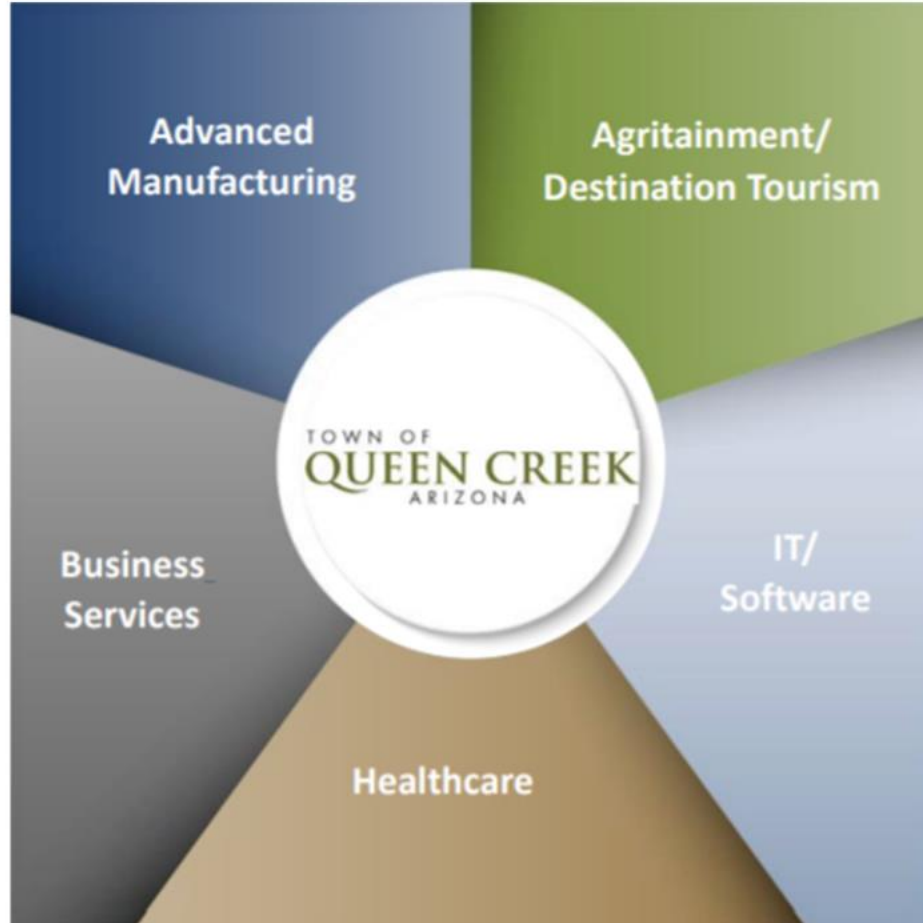 Advanced
Manufacturing
Agritainment/
Destination Tourism
TOWN OF
QUEEN CREEK
ARIZONA
Business
Services
IT/
Software
Healthcare